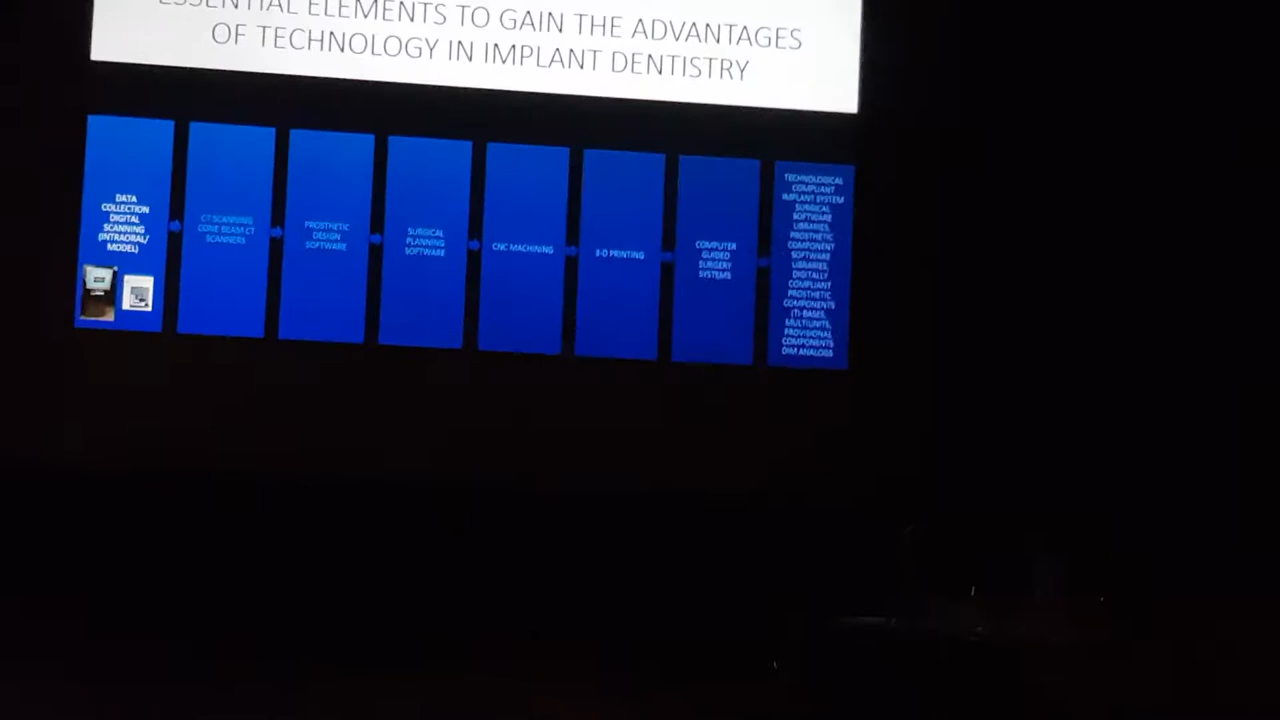 ESSENTIAL ELEMENTS TO GAIN THE ADVANTAGES
OF TECHNOLOGY IN IMPLANT DENTISTRY
DATA
COLLECTION
DIGITAL
SCANNING
(INTRAORAL/
MODEL)
CT SCANNING
CONE BEAM CT
SCANNERS
PROSTHETIC
DESIGN
SOFTWARE
SURGICAL
PLANNING
SOFTWARE
CNC MACHINING
3-D PRINTING
COMPUTER
GUIDED
SURGERY
SYSTEMS
TECHNOLOGICAL
COMPLIANT
IMPLANT SYSTEM
SURGICAL
SOFTWARE
LIBRARIES,
PROSTHETIC
COMPONENT
SOFTWARE
LIBRARIES,
DIGITALLY
COMPLIANT
PROSTHETIC
COMPONENTS
(TI-BASES,
MULTIUNITS,
PROVISIONAL
COMPONENTS
DIM ANALOGS